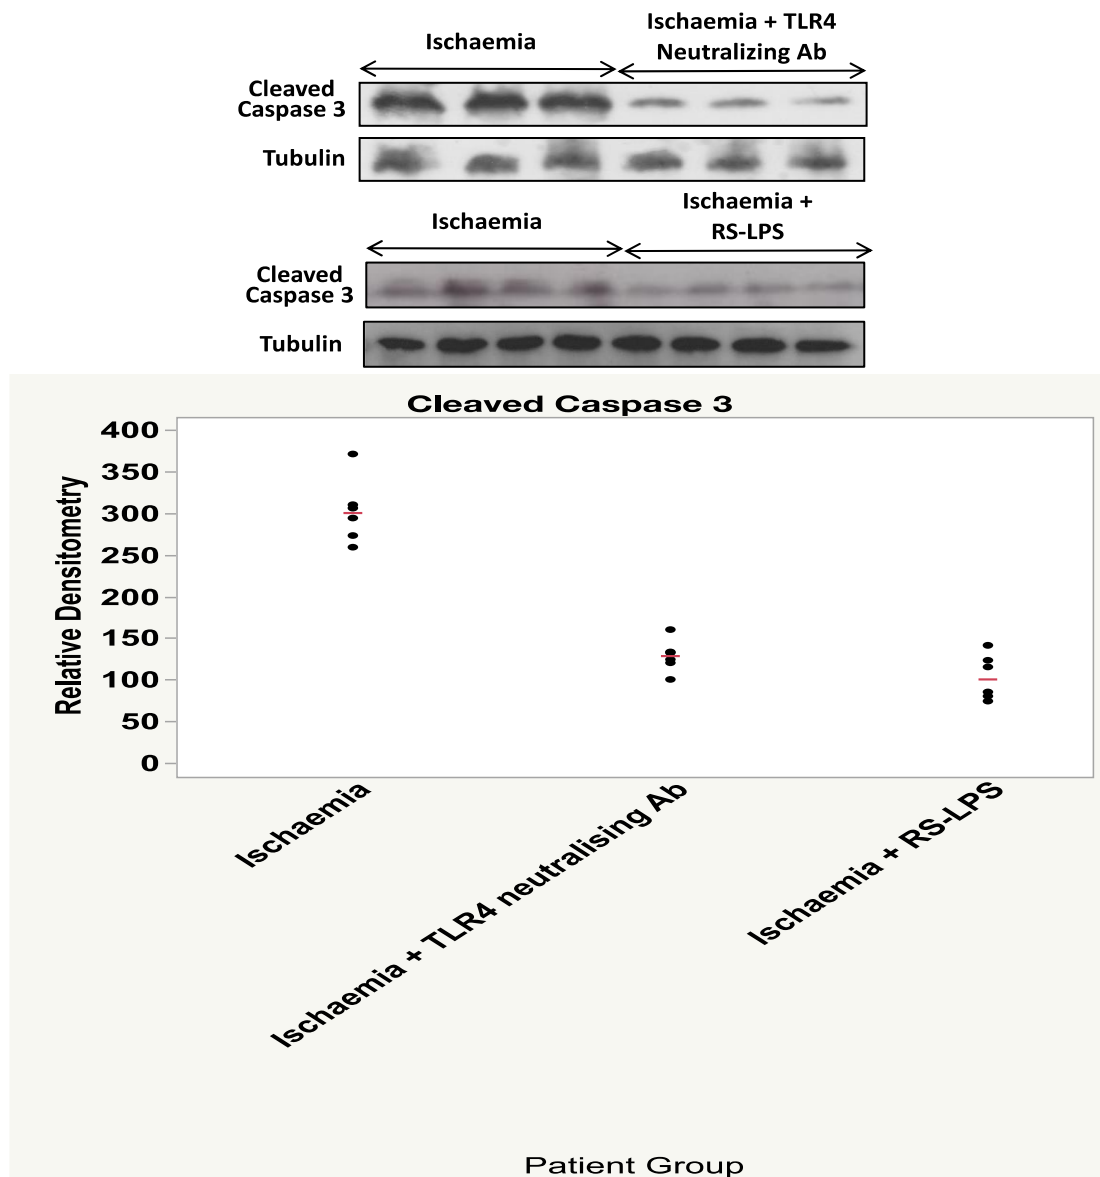 Ischaemia
Ischaemia + TLR4
Neutralizing Ab
Cleaved
Caspase 3
Tubulin
Ischaemia
Ischaemia +
RS-LPS
Cleaved
Caspase 3
Tubulin
Cleaved Caspase 3
Relative Densitometry
400
350
300
250
200
150
100
50
0
Ischaemia
Ischaemia + TLR4 neutralising Ab
Ischaemia + RS-LPS
Patient Group